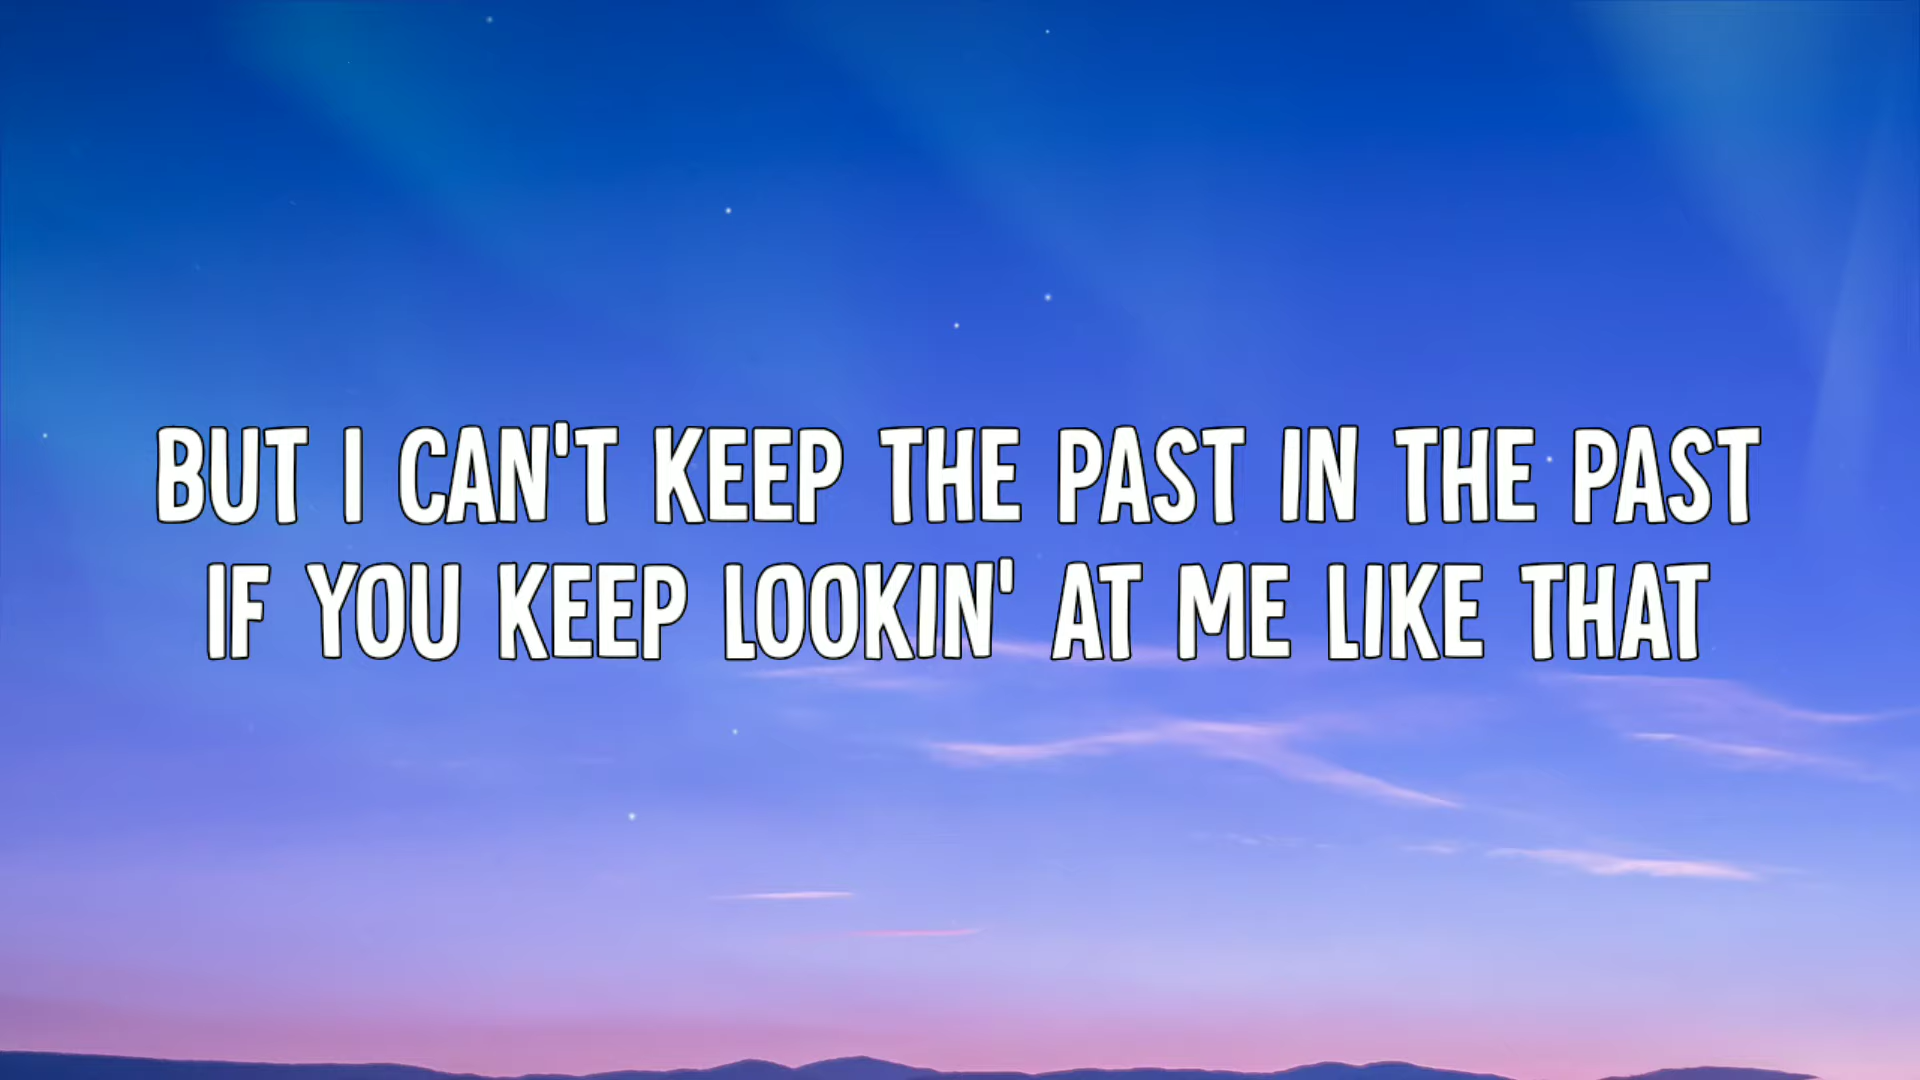 BUT I CAN'T KEEP THE PAST IN THE PAST
IF YOU KEEP LOOKIN' AT ME LIKE THAT